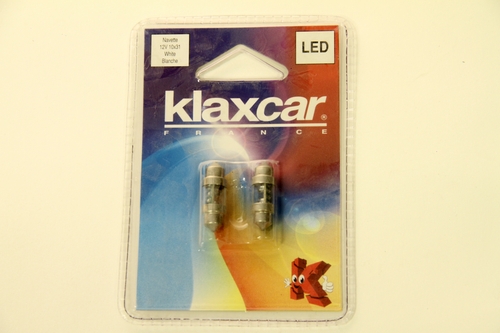 Navette
12V 10x31
White
Blanche
LED
klaxcar®
FRANCE